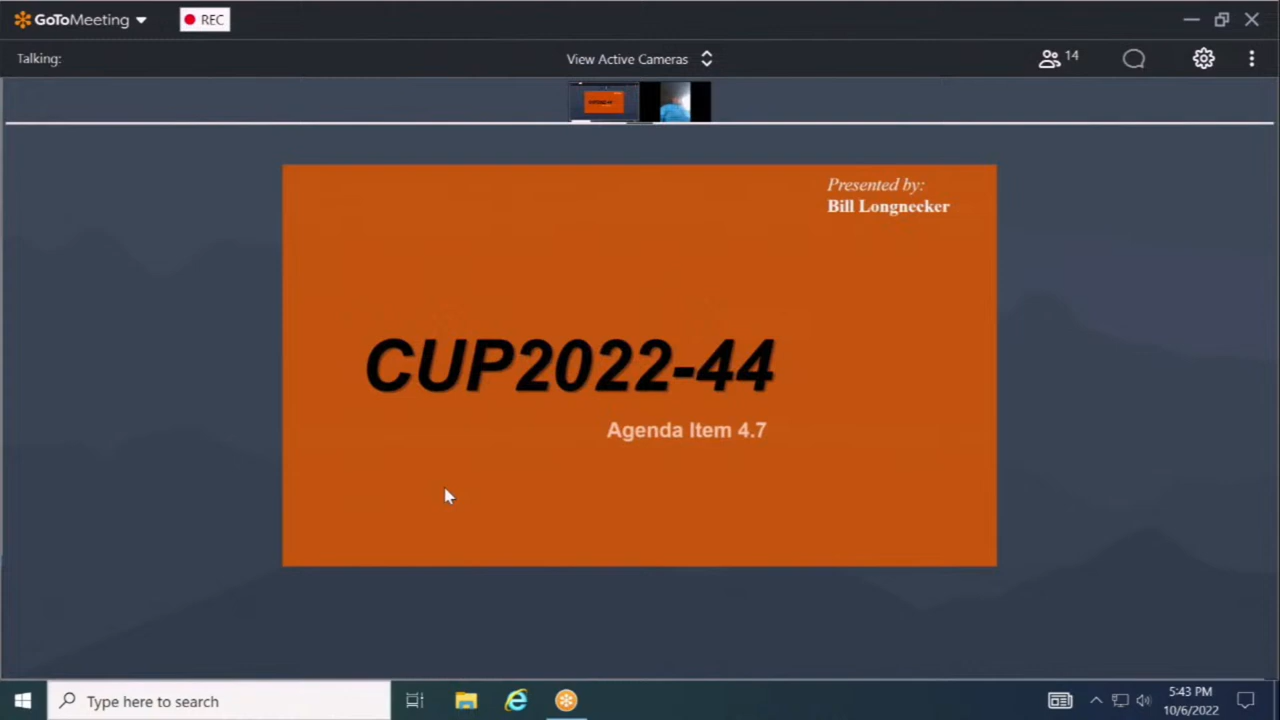 GoToMeeting
REC
Talking:
View Active Cameras
14
Presented by:
Bill Longnecker
CUP2022-44
Agenda Item 4.7
Type here to search
5:43 PM
10/6/2022